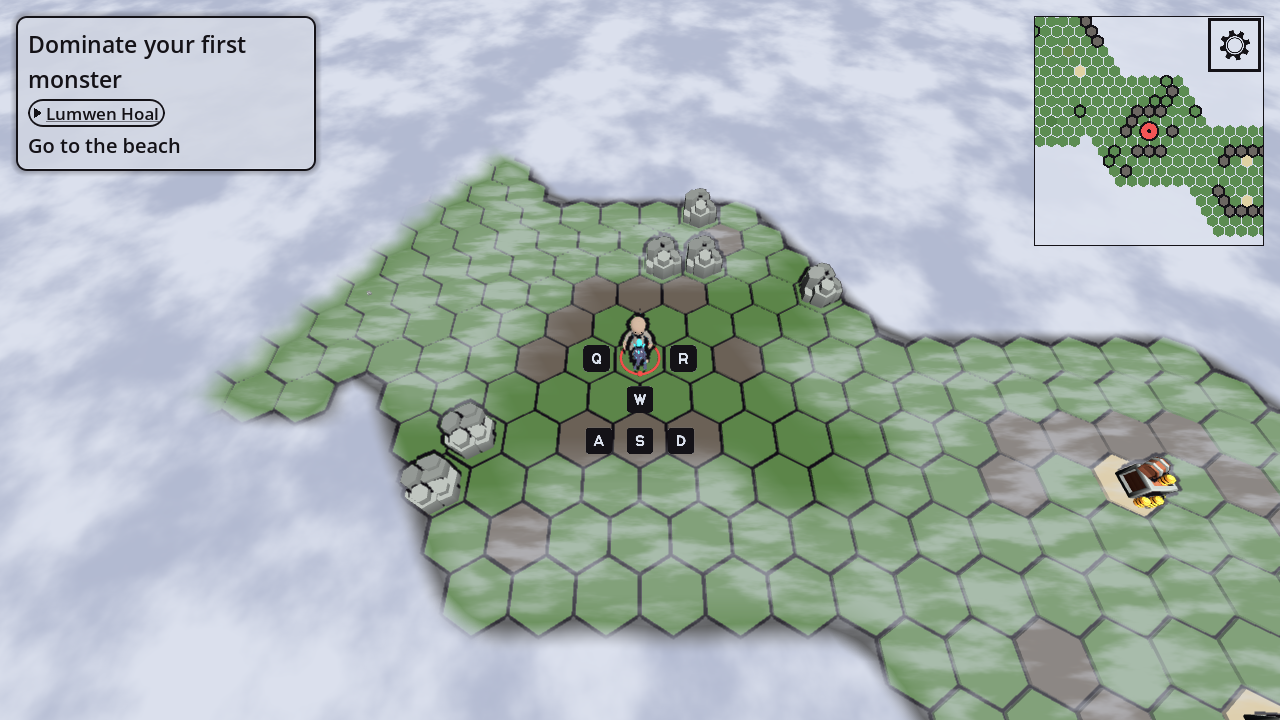 Dominate your first
monster
Lumwen Hoal
Go to the beach
Q R
W
A S D